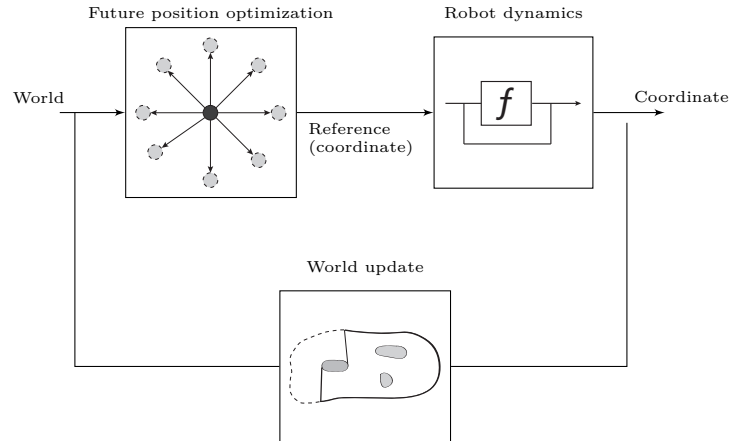 Future position optimization
Robot dynamics
World
Coordinate
Reference
(coordinate)
f
World update